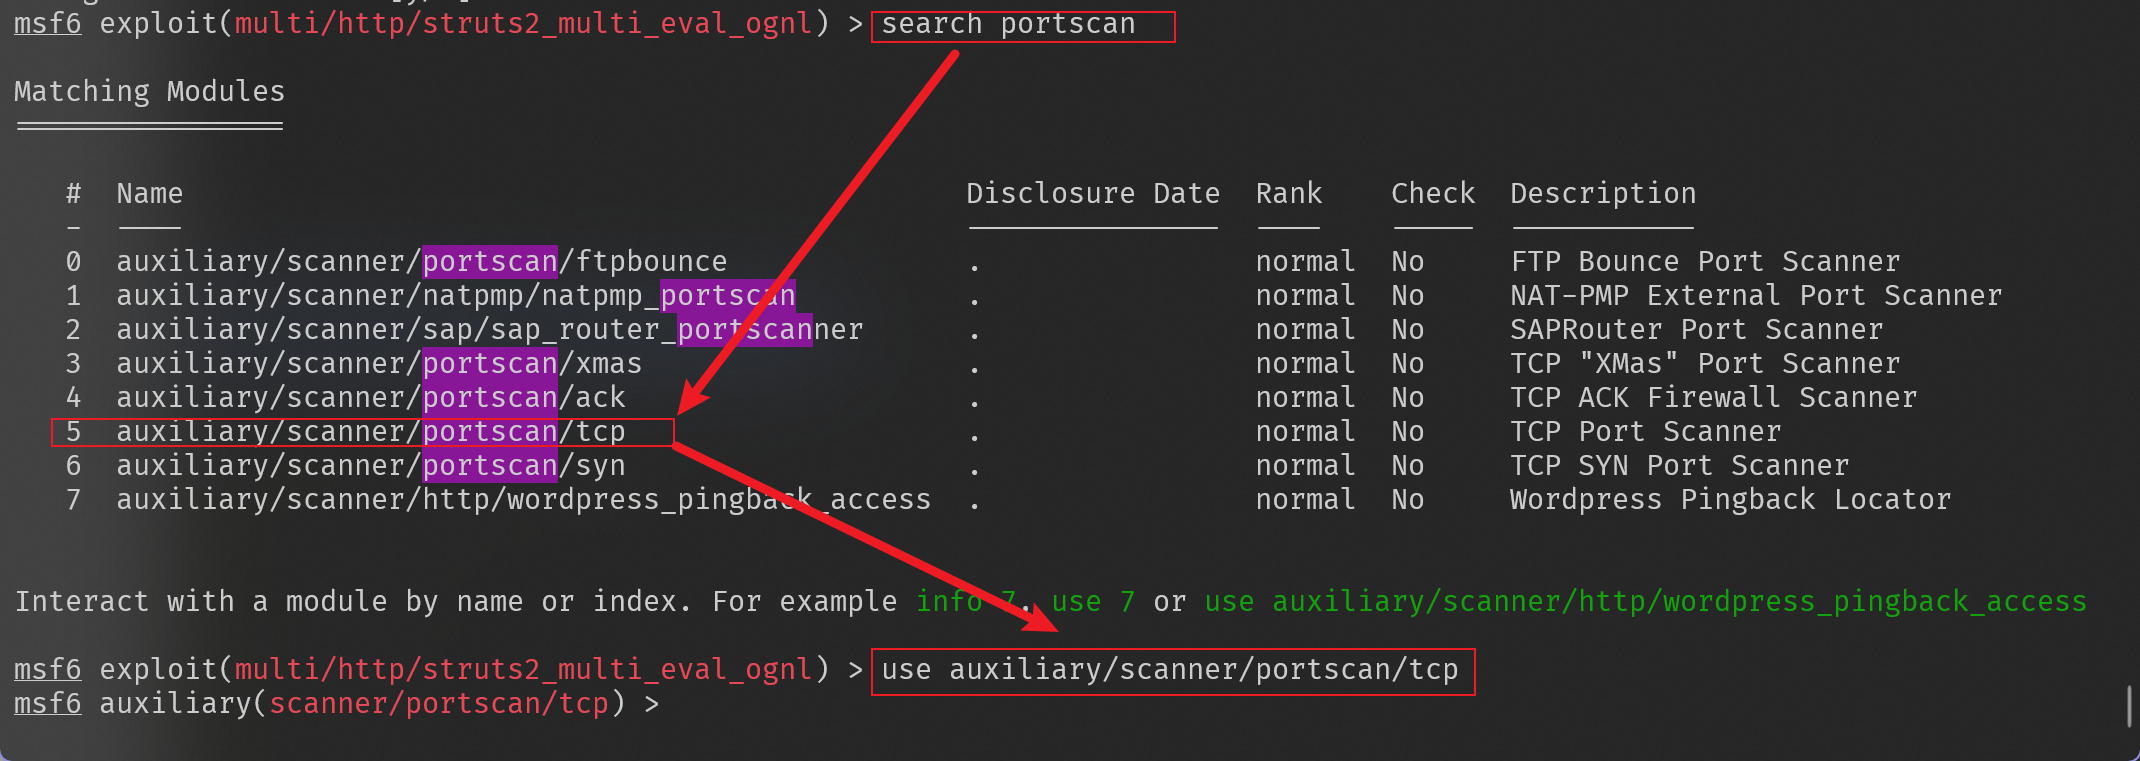 msf6 exploit(multi/http/struts2_multi_eval_ognl) > search portscan
Matching Modules
# Name Disclosure Date Rank Check Description
0 auxiliary/scanner/portscan/ftpbounce . normal No FTP Bounce Port Scanner
1 auxiliary/scanner/natpmp/natpmp_portscan . normal No NAT-PMP External Port Scanner
2 auxiliary/scanner/sap/sap_router_portscanner . normal No SAPRouter Port Scanner
3 auxiliary/scanner/portscan/xmas . normal No TCP "XMas" Port Scanner
4 auxiliary/scanner/portscan/ack . normal No TCP ACK Firewall Scanner
5 auxiliary/scanner/portscan/tcp . normal No TCP Port Scanner
6 auxiliary/scanner/portscan/syn . normal No TCP SYN Port Scanner
7 auxiliary/scanner/http/wordpress_pingback_access . normal No Wordpress Pingback Locator
Interact with a module by name or index. For example info 7, use 7 or use auxiliary/scanner/http/wordpress_pingback_access
msf6 exploit(multi/http/struts2_multi_eval_ognl) > use auxiliary/scanner/portscan/tcp
msf6 auxiliary(scanner/portscan/tcp) >